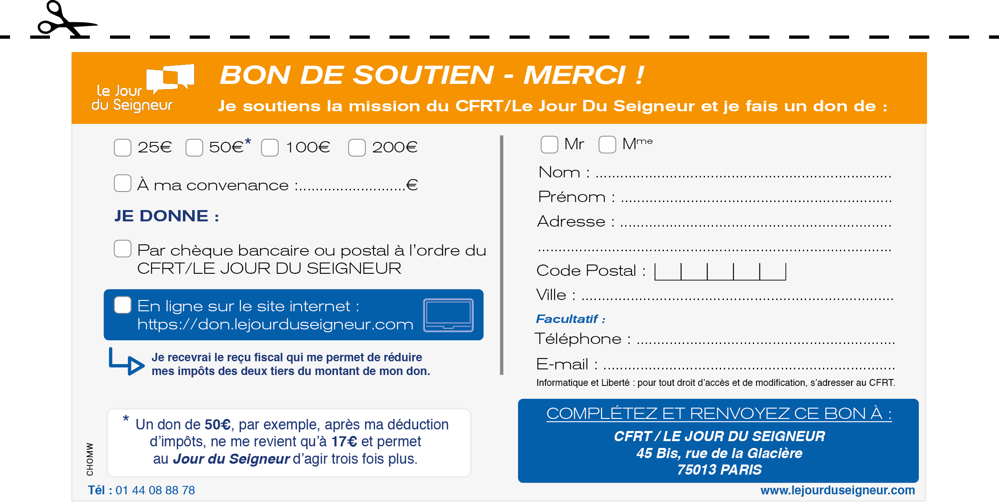 le Jour
du Seigneur
BON DE SOUTIEN - MERCI !
Je soutiens la mission du CFRT/Le Jour Du Seigneur et je fais un don de :
25€ 50€* 100€ 200€
À ma convenance :..........................€
JE DONNE :
Par chèque bancaire ou postal à l’ordre du
CFRT/LE JOUR DU SEIGNEUR
En ligne sur le site internet :
https://don.lejourduseigneur.com
Je recevrai le reçu fiscal qui me permet de réduire
mes impôts des deux tiers du montant de mon don.
* Un don de 50€, par exemple, après ma déduction
d’impôts, ne me revient qu’à 17€ et permet
au Jour du Seigneur d’agir trois fois plus.
CHOMW
Tél : 01 44 08 88 78
Mr Mme
Nom : ........................................................................
Prénom : ..................................................................
Adresse : ..................................................................
......................................................................................
Code Postal :
Ville : ............................................................................
Facultatif :
Téléphone : ...............................................................
E-mail : .......................................................................
Informatique et Liberté : pour tout droit d’accès et de modification, s’adresser au CFRT.
COMPLÉTEZ ET RENVOYEZ CE BON À :
CFRT / LE JOUR DU SEIGNEUR
45 Bis, rue de la Glacière
75013 PARIS
www.lejourduseigneur.com